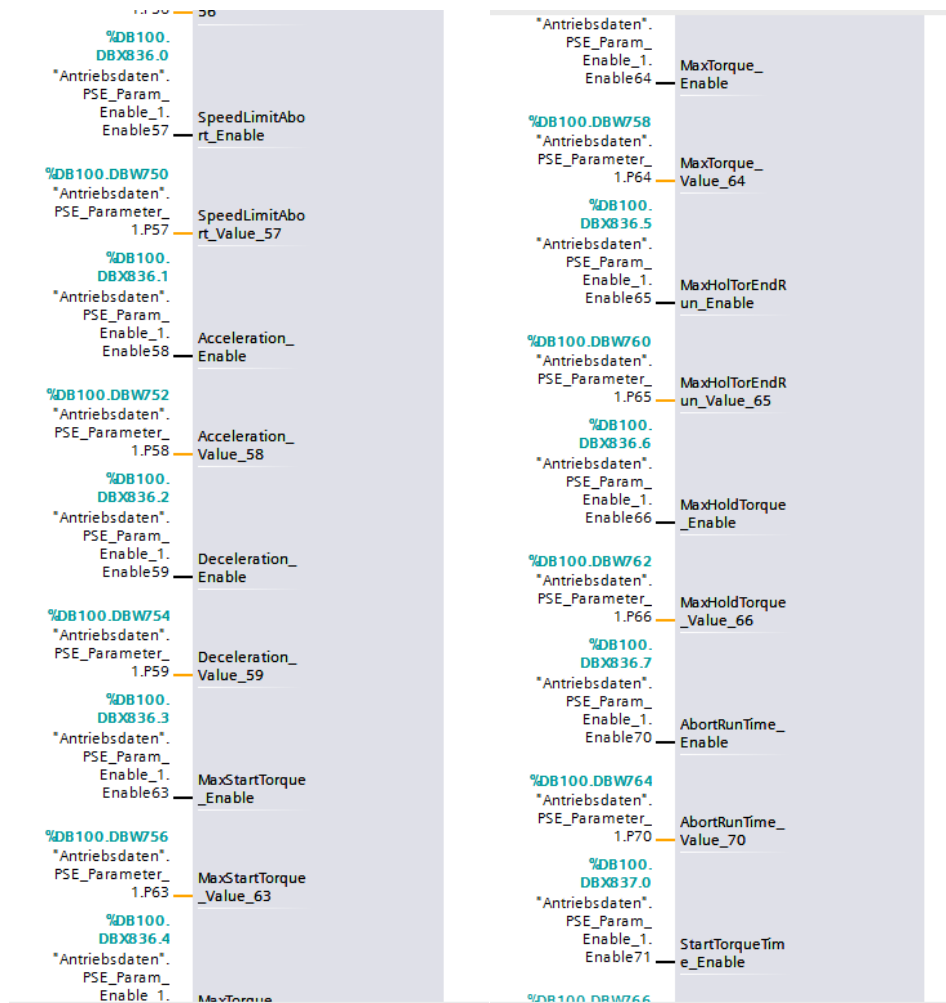 56
%DB100.
DBX836.0
"Antriebsdaten".
PSE_Param_
Enable_1.
Enable57
SpeedLimitAbo
rt_Enable
%DB100.DBW750
"Antriebsdaten".
PSE_Parameter_
1.P57
SpeedLimitAbo
rt_Value_57
%DB100.
DBX836.1
"Antriebsdaten".
PSE_Param_
Enable_1.
Enable58
Acceleration_
Enable
%DB100.DBW752
"Antriebsdaten".
PSE_Parameter_
1.P58
Acceleration_
Value_58
%DB100.
DBX836.2
"Antriebsdaten".
PSE_Param_
Enable_1.
Enable59
Deceleration_
Enable
%DB100.DBW754
"Antriebsdaten".
PSE_Parameter_
1.P59
Deceleration_
Value_59
%DB100.
DBX836.3
"Antriebsdaten".
PSE_Param_
Enable_1.
Enable63
MaxStartTorque
_Enable
%DB100.DBW756
"Antriebsdaten".
PSE_Parameter_
1.P63
MaxStartTorque
_Value_63
%DB100.
DBX836.4
"Antriebsdaten".
PSE_Param_
Enable_1.
MaxTorque_
"Antriebsdaten".
PSE_Param_
Enable_1.
Enable64
MaxTorque_
Enable
%DB100.DBW758
"Antriebsdaten".
PSE_Parameter_
1.P64
MaxTorque_
Value_64
%DB100.
DBX836.5
"Antriebsdaten".
PSE_Param_
Enable_1.
Enable65
MaxHolTorEndR
un_Enable
%DB100.DBW760
"Antriebsdaten".
PSE_Parameter_
1.P65
MaxHolTorEndR
un_Value_65
%DB100.
DBX836.6
"Antriebsdaten".
PSE_Param_
Enable_1.
Enable66
MaxHoldTorque
_Enable
%DB100.DBW762
"Antriebsdaten".
PSE_Parameter_
1.P66
MaxHoldTorque
_Value_66
%DB100.
DBX836.7
"Antriebsdaten".
PSE_Param_
Enable_1.
Enable70
AbortRunTime_
Enable
%DB100.DBW764
"Antriebsdaten".
PSE_Parameter_
1.P70
AbortRunTime_
Value_70
%DB100.
DBX837.0
"Antriebsdaten".
PSE_Param_
Enable_1.
Enable71
StartTorqueTim
e_Enable
%DB100.DBW766